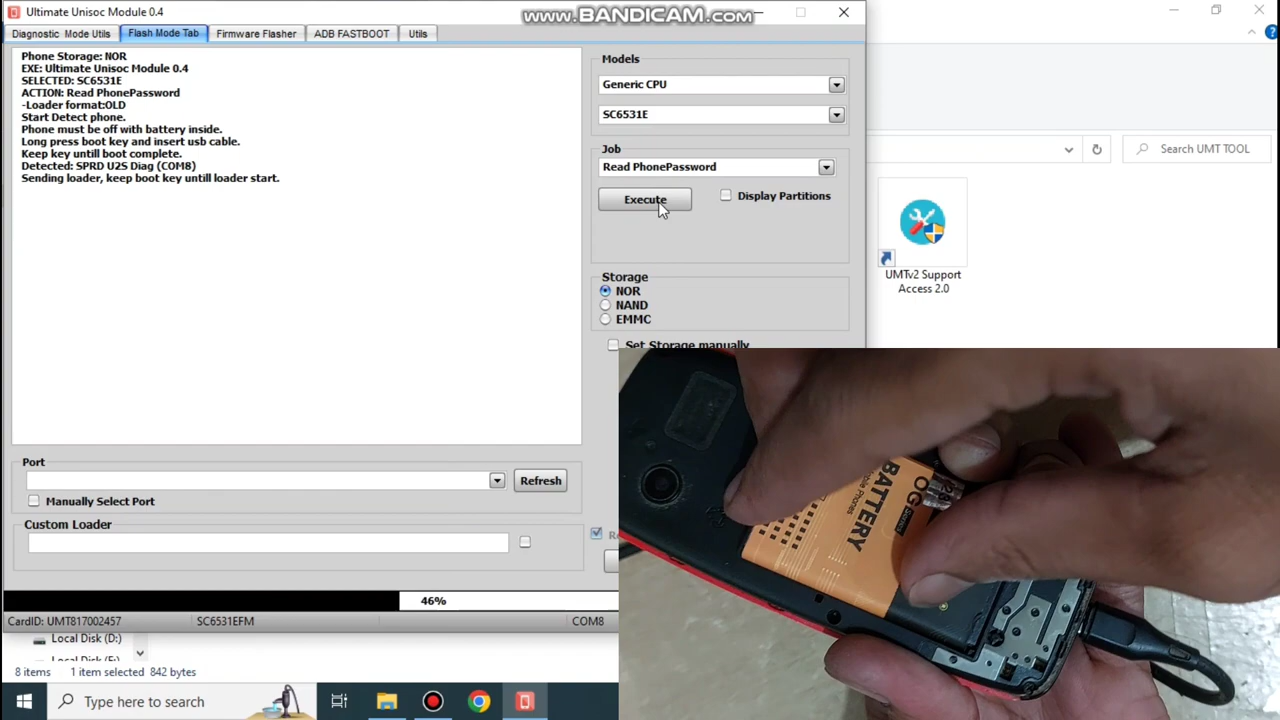 Ultimate Unisoc Module 0.4
www.BANDICAM.com
Diagnostic Mode Utils
Flash Mode Tab
Firmware Flasher
ADB FASTBOOT
Utils
Phone Storage: NOR
EXE: Ultimate Unisoc Module 0.4
SELECTED: SC6531E
ACTION: Read PhonePassword
-Loader format:OLD
Start Detect phone.
Phone must be off with battery inside.
Long press boot key and insert usb cable.
Keep key untill boot complete.
Detected: SPRD U2S Diag (COM8)
Sending loader, keep boot key untill loader start.
Models
Generic CPU
SC6531E
Job
Read PhonePassword
Execute
Display Partitions
Storage
NOR
NAND
EMMC
Set Storage manually
Search UMT TOOL
UMTv2 Support
Access 2.0
Port
Refresh
Manually Select Port
Custom Loader
46%
CardID: UMT817002457
SC6531EFM
COM8
Local Disk (D:)
8 items
1 item selected
842 bytes
Type here to search
OG
BATTERY